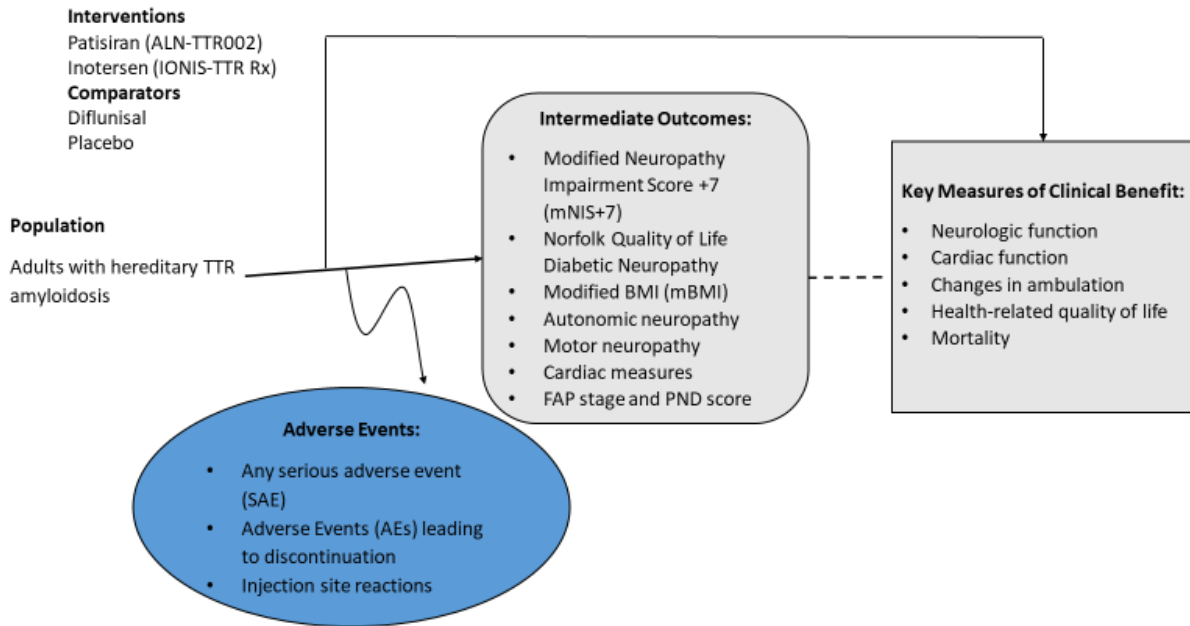 Interventions
Patisiran (ALN-TTR002)
Inotersen (IONIS-TTR Rx)
Comparators
Diflunisal
Placebo
Population
Adults with hereditary TTR
amyloidosis
Intermediate Outcomes:
• Modified Neuropathy
Impairment Score +7
(mNIS+7)
• Norfolk Quality of Life
Diabetic Neuropathy
• Modified BMI (mBMI)
• Autonomic neuropathy
• Motor neuropathy
• Cardiac measures
• FAP stage and PND score
Key Measures of Clinical Benefit:
• Neurologic function
• Cardiac function
• Changes in ambulation
• Health-related quality of life
• Mortality
Adverse Events:
• Any serious adverse event
(SAE)
• Adverse Events (AEs) leading
to discontinuation
• Injection site reactions